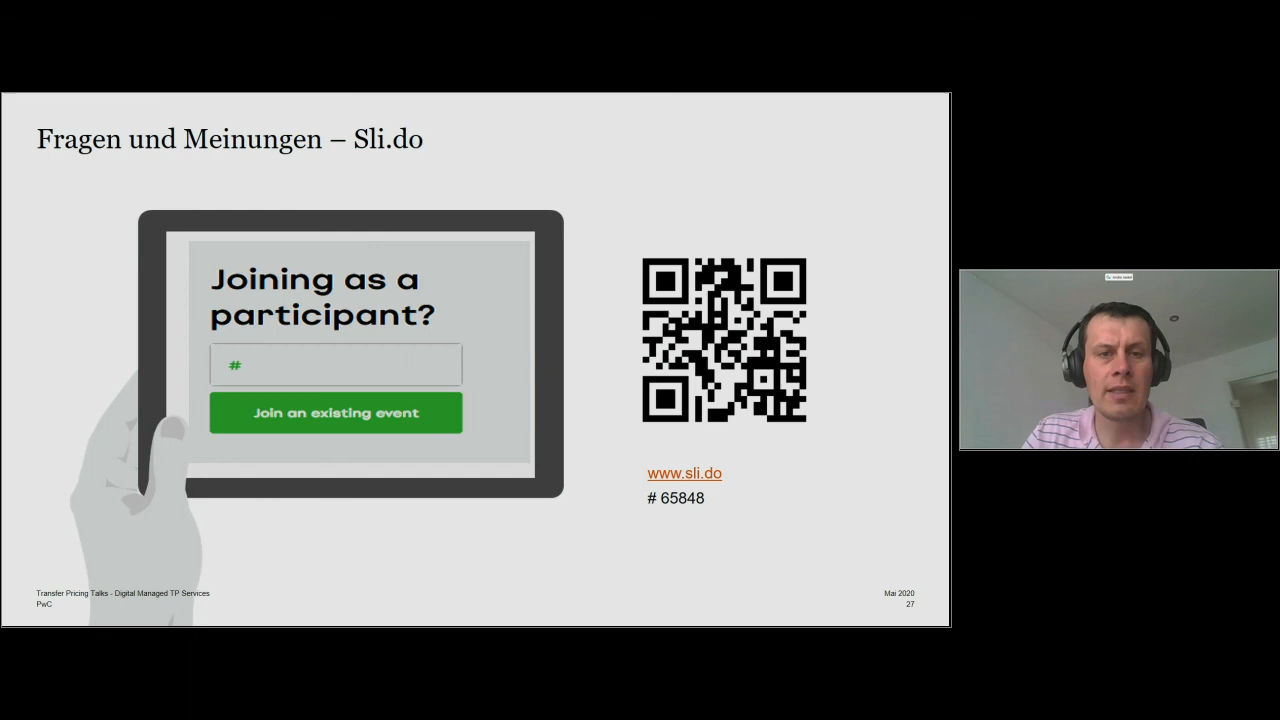 Fragen und Meinungen – Sli.do
Joining as a
participant?
#
Join an existing event
www.sli.do
# 65848
Transfer Pricing Talks - Digital Managed TP Services
PwC
Mai 2020
27